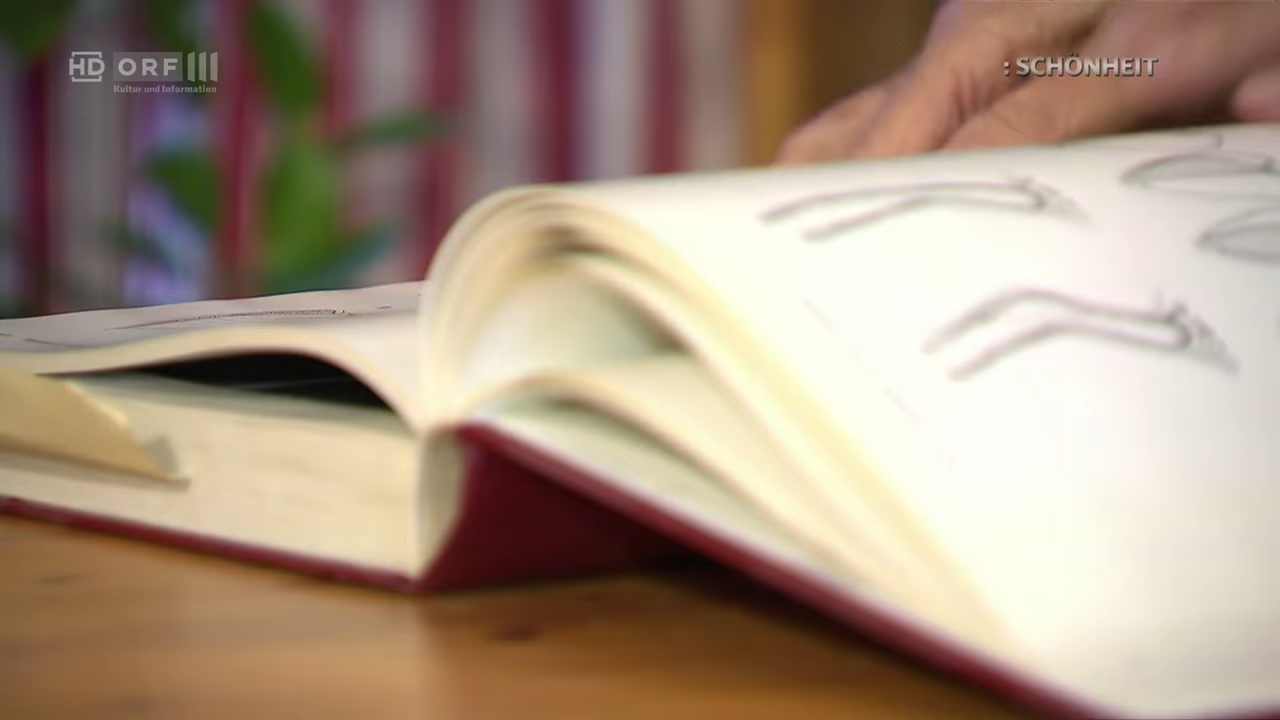 HD ORF III
Kultur und Information
: SCHÖNHEIT